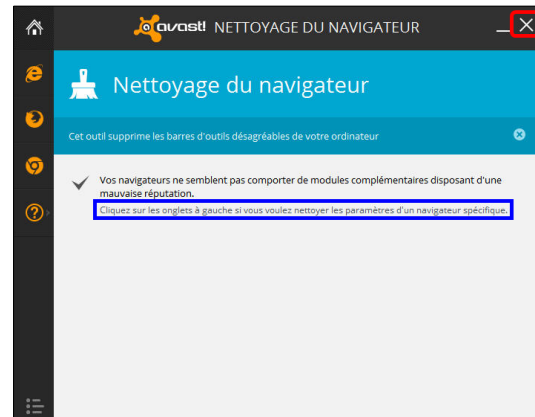 avast! NETTOYAGE DU NAVIGATEUR
Nettoyage du navigateur
Cet outil supprime les barres d'outils désagréables de votre ordinateur
Vos navigateurs ne semblent pas comporter de modules complémentaires disposant d'une
mauvaise réputation.
Cliquez sur les onglets à gauche si vous voulez nettoyer les paramètres d'un navigateur spécifique.